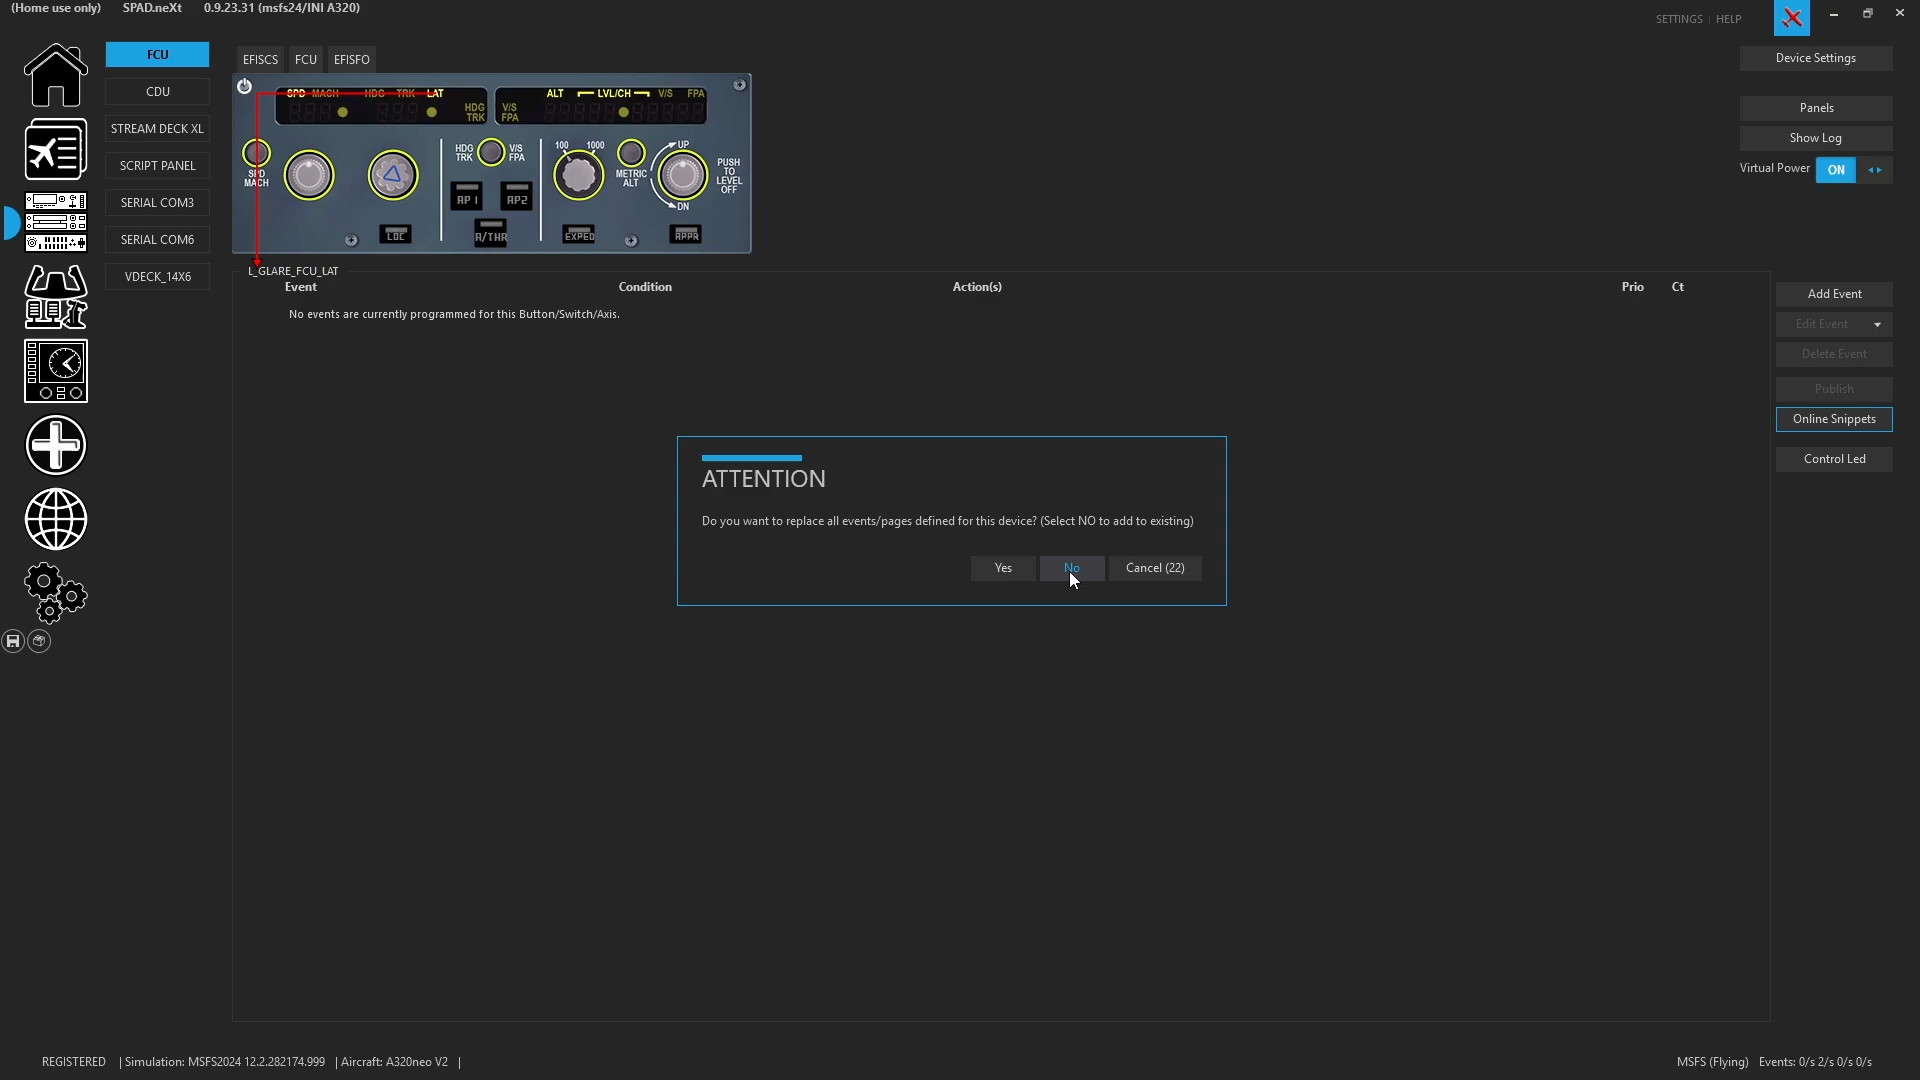 (Home use only) SPAD.neXt 0.9.23.31 (msfs24/INI A320)
SETTINGS | HELP
FCU
CDU
STREAM DECK XL
SCRIPT PANEL
SERIAL COM3
SERIAL COM6
VDECK_14X6
EFISCS FCU EFISFO
SPD MACH HDG TRK LAT
HDG
TRK
ALT LVL/CH V/S FPA
V/S
FPA
SPD
MACH
HDG
TRK
V/S
FPA
AP1 AP2
A/THR
LOC
100 1000
METRIC
ALT
UP
DN
PUSH
TO
LEVEL
OFF
EXPED
APPR
Device Settings
Panels
Show Log
Virtual Power ON
L_GLARE_FCU_LAT
Event Condition Action(s) Prio Ct
No events are currently programmed for this Button/Switch/Axis.
Add Event
Edit Event
Delete Event
Publish
Online Snippets
Control Led
ATTENTION
Do you want to replace all events/pages defined for this device? (Select NO to add to existing)
Yes No Cancel (22)
REGISTERED | Simulation: MSFS2024 12.2.282174.999 | Aircraft: A320neo V2 |
MSFS (Flying) Events: 0/s 2/s 0/s 0/s